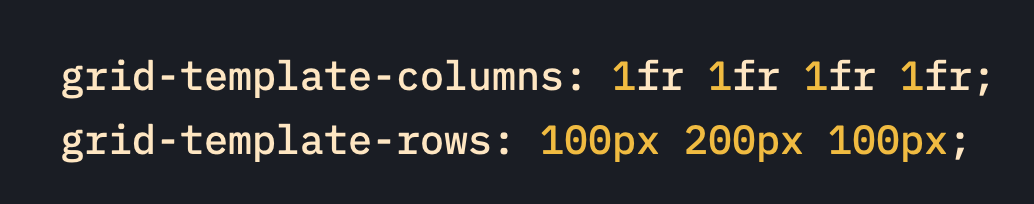 grid-template-columns: 1fr 1fr 1fr 1fr;
grid-template-rows: 100px 200px 100px;